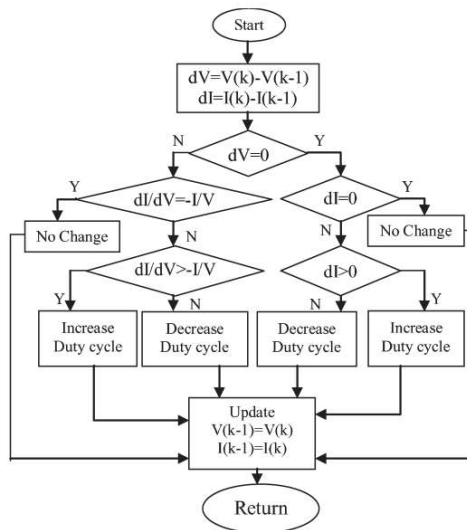 Start
dV=V(k)-V(k-1)
dI=I(k)-I(k-1)
N
Y
dV=0
Y
dI/dV=-I/V
dI=0
Y
No Change
N
N
No Change
dI/dV>-I/V
dI>0
Y
N
N
Y
Increase
Duty cycle
Decrease
Duty cycle
Decrease
Duty cycle
Increase
Duty cycle
Update
V(k-1)=V(k)
I(k-1)=I(k)
Return